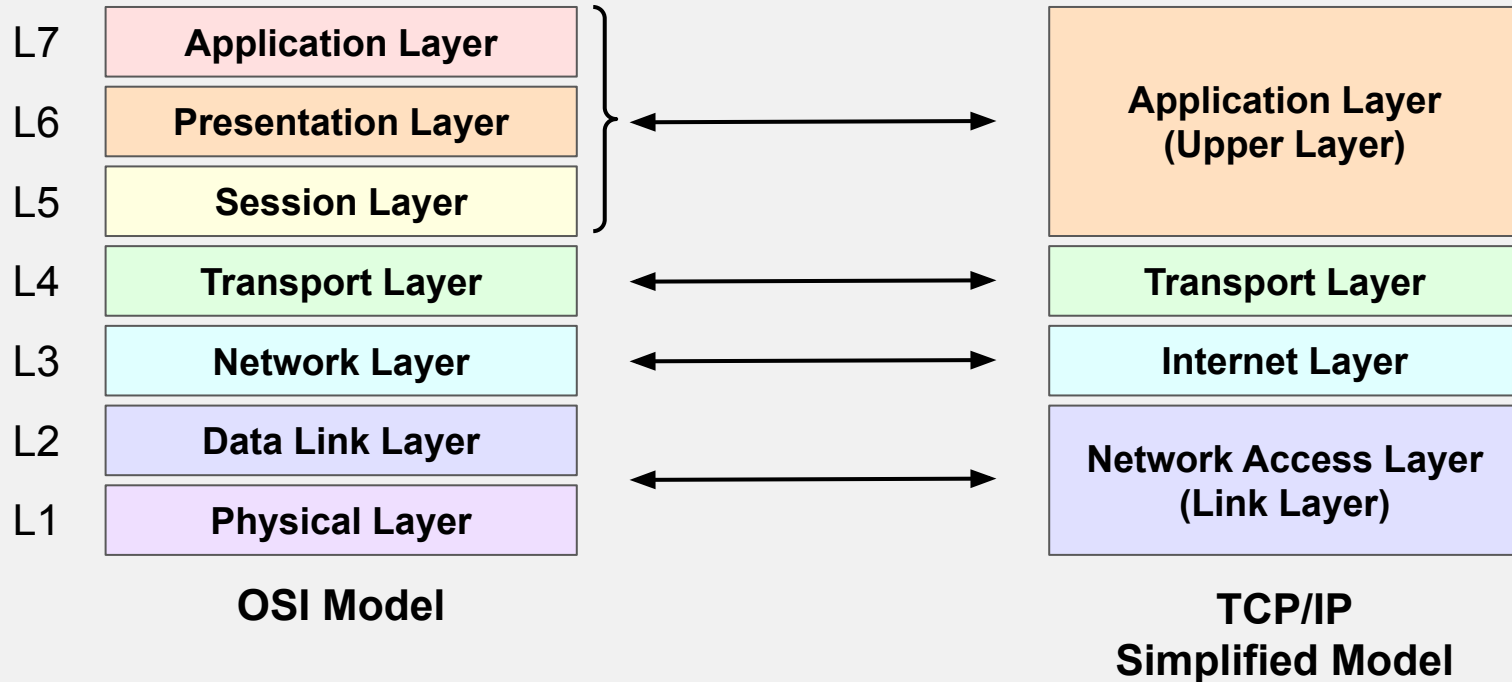 L7
Application Layer
L6
Presentation Layer
L5
Session Layer
L4
Transport Layer
L3
Network Layer
L2
Data Link Layer
L1
Physical Layer
OSI Model
Application Layer
(Upper Layer)
Transport Layer
Internet Layer
Network Access Layer
(Link Layer)
TCP/IP
Simplified Model